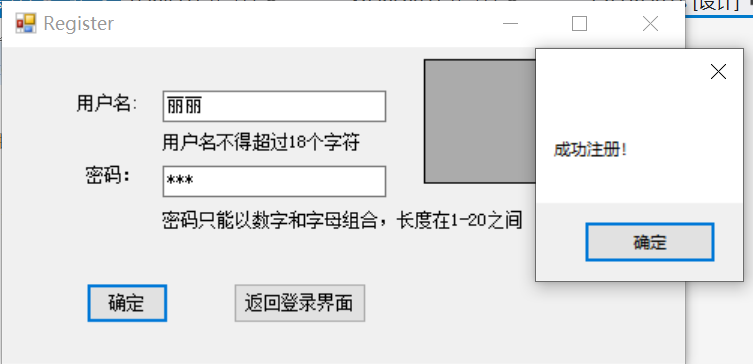 [设计]
Register
用户名:
丽丽
用户名不得超过18个字符
密码：
***
密码只能以数字和字母组合，长度在1-20之间
确定
返回登录界面
成功注册!
确定